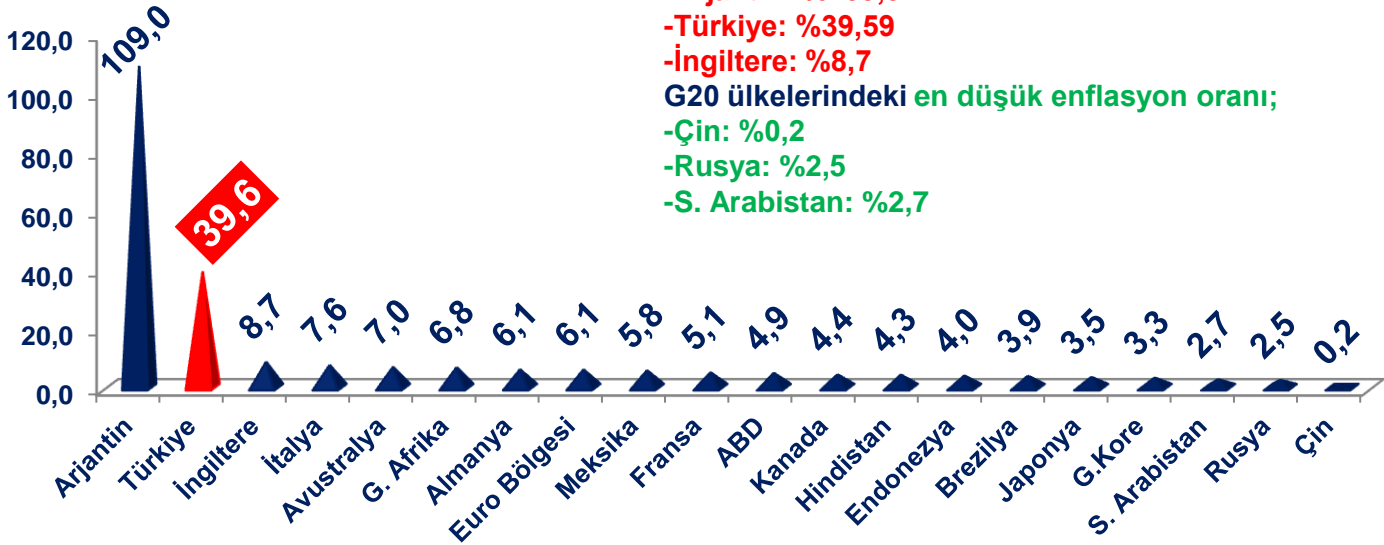 -Türkiye: %39,59
-İngiltere: %8,7
G20 ülkelerindeki en düşük enflasyon oranı;
-Çin: %0,2
-Rusya: %2,5
-S. Arabistan: %2,7
120,0
100,0
80,0
60,0
40,0
20,0
0,0
109,0
39,6
8,7
7,6
7,0
6,8
6,1
6,1
5,8
5,1
4,9
4,4
4,3
4,0
3,9
3,5
3,3
2,7
2,5
0,2
Arjantin
Türkiye
İngiltere
İtalya
Avustralya
G. Afrika
Almanya
Euro Bölgesi
Meksika
Fransa
ABD
Kanada
Hindistan
Endonezya
Brezilya
Japonya
G.Kore
S. Arabistan
Rusya
Çin